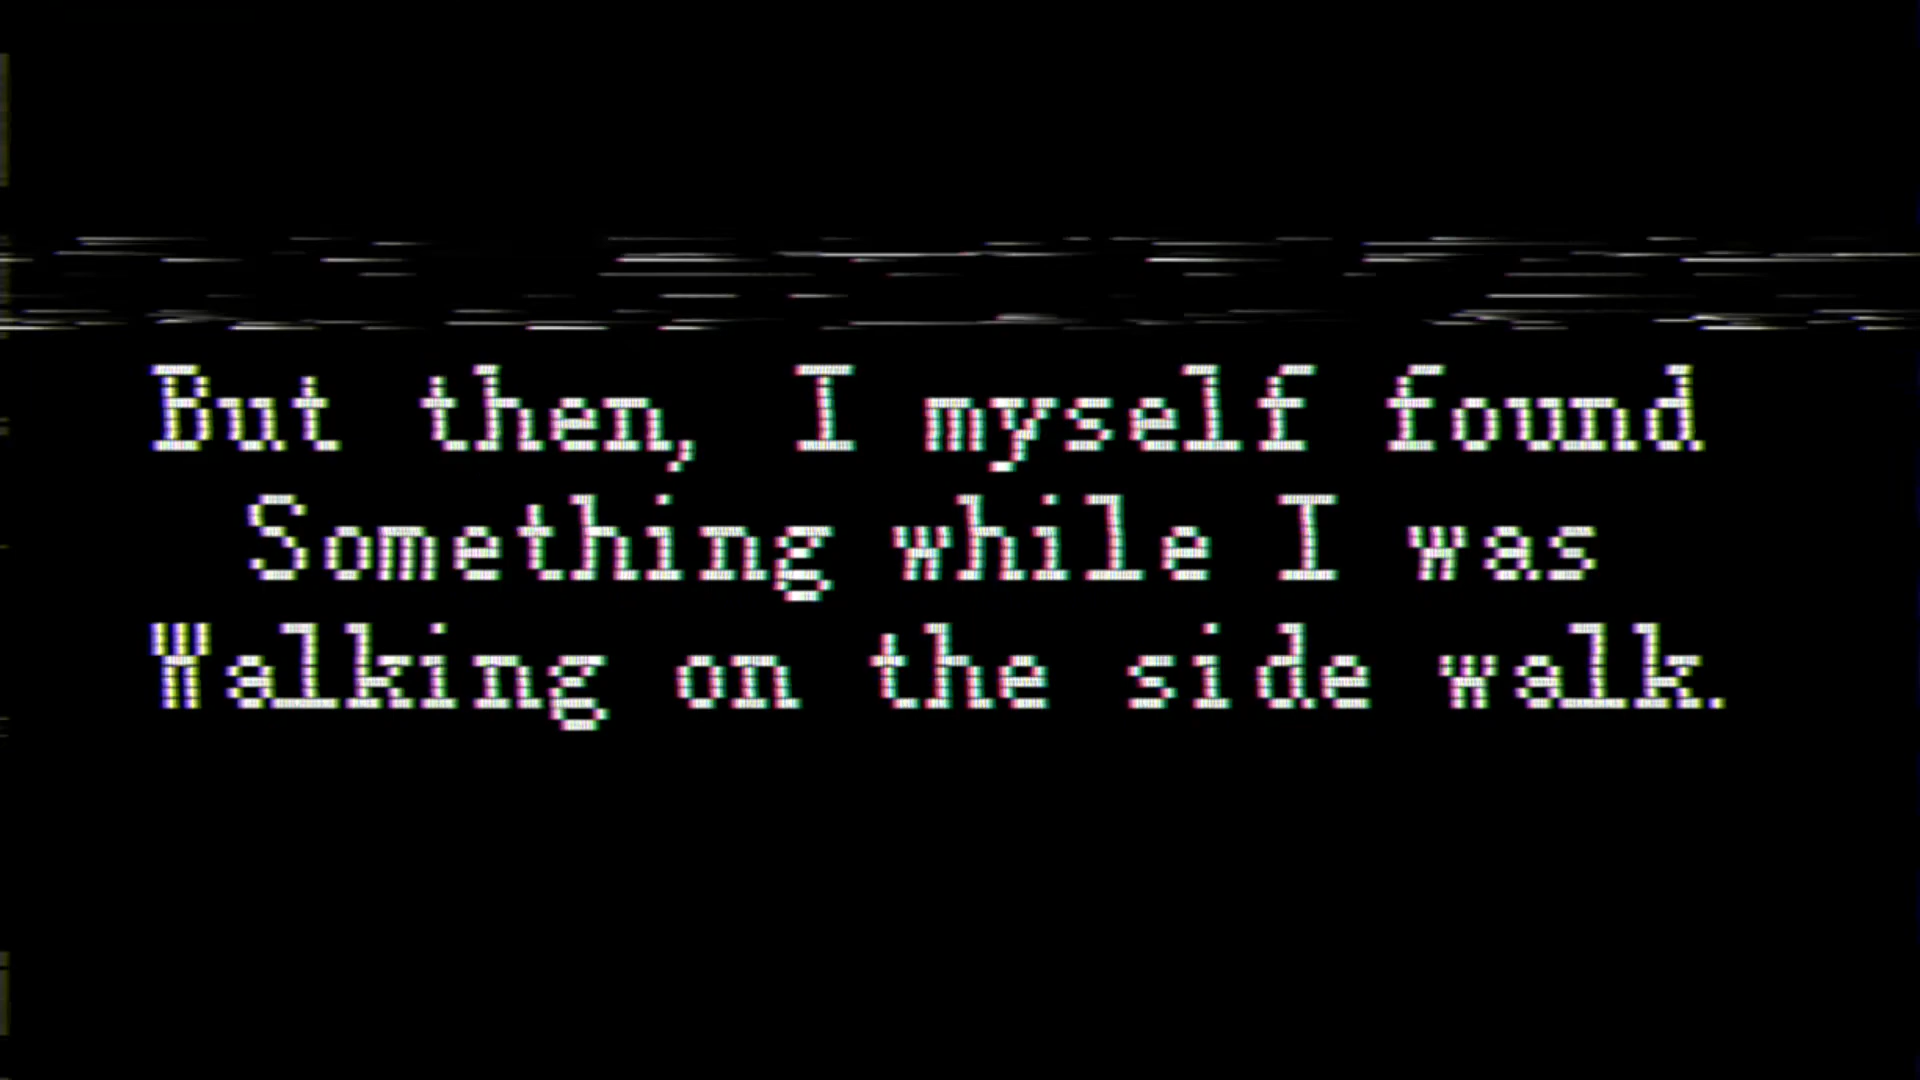 But then, I myself found
Something while I was
Walking on the side walk.